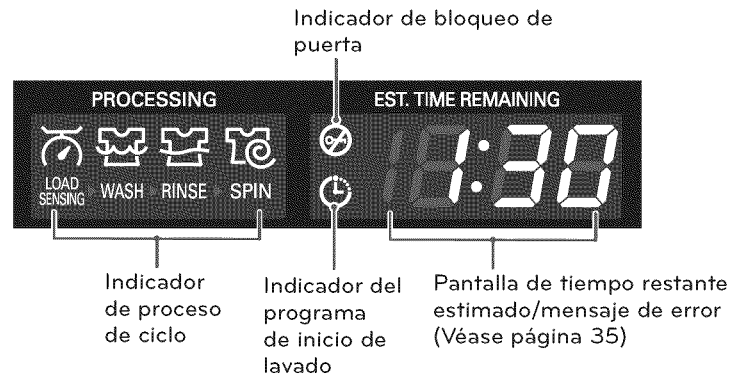 Indicador de bloqueo de
puerta
PROCESSING
EST. TIME REMAINING
LOAD
SENSING
WASH
RINSE
SPIN
1:30
Indicador
de proceso
de ciclo
Indicador del
programa
de inicio de
lavado
Pantalla de tiempo restante
estimado/mensaje de error
(Véase página 35)